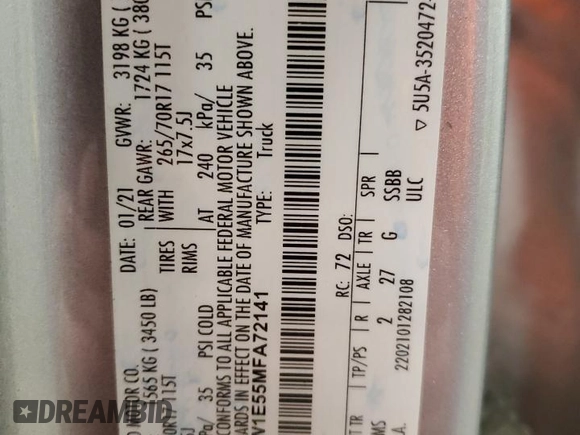 DATE: 01/21 GVWR: 3198 KG (
D MOTOR CO.
565 KG ( 3450 LB) REAR GAWR: 1724 KG ( 380
115T TIRES WITH 265/70R17 115T
RIMS 17x7.5J
kPa/ 35 PSI COLD AT 240 kPa/ 35 PS
CONFORMS TO ALL APPLICABLE FEDERAL MOTOR VEHICLE
ARDS IN EFFECT ON THE DATE OF MANUFACTURE SHOWN ABOVE.
1E55MFA72141 TYPE: Truck
RC: 72 DSO:
T TR TP/PS R AXLE TR SPR
2 27 G SSBB
A. 2202101282108 ULC
▽ 5U5A-3520472-
DREAMBID